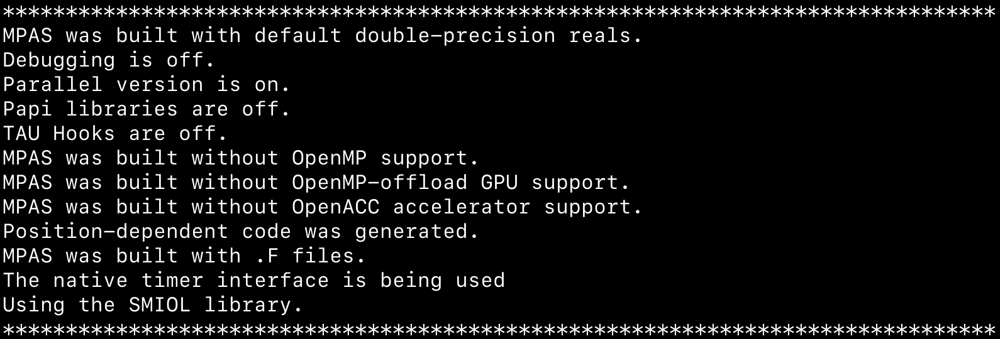 *******************************************************************************
MPAS was built with default double-precision reals.
Debugging is off.
Parallel version is on.
Papi libraries are off.
TAU Hooks are off.
MPAS was built without OpenMP support.
MPAS was built without OpenMP-offload GPU support.
MPAS was built without OpenACC accelerator support.
Position-dependent code was generated.
MPAS was built with .F files.
The native timer interface is being used
Using the SMIOL library.
*******************************************************************************